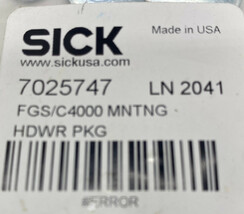 SICK
Made in USA
www.sickusa.com
7025747 LN 2041
FGS/C4000 MNTNG
HDWR PKG
#ERROR